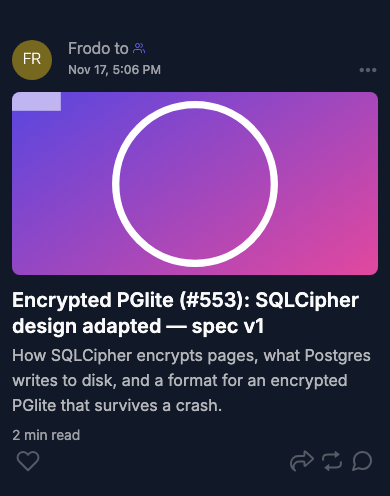 FR
Frodo to
Nov 17, 5:06 PM
Encrypted PGlite (#553): SQLCipher
design adapted — spec v1
How SQLCipher encrypts pages, what Postgres
writes to disk, and a format for an encrypted
PGlite that survives a crash.
2 min read